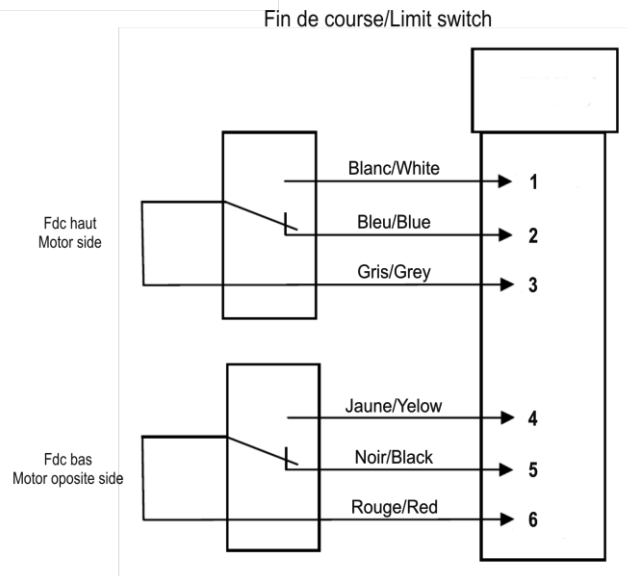 Fin de course/Limit switch
Blanc/White
1
Fdc haut
Motor side
Bleu/Blue
2
Gris/Grey
3
Jaune/Yelow
4
Fdc bas
Motor oposite side
Noir/Black
5
Rouge/Red
6